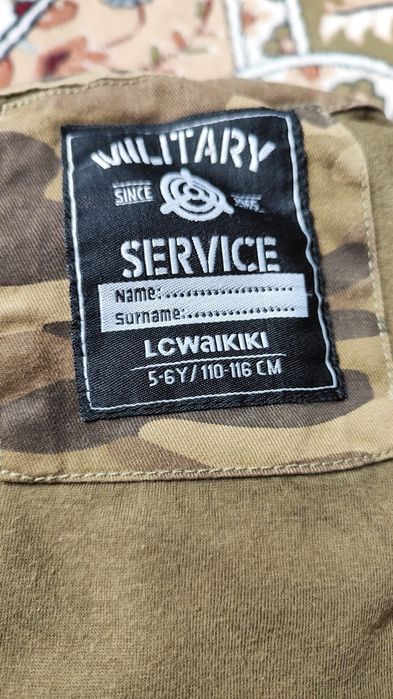 MILITARY
SINCE
SERVICE
Name:....................
Surname:....................
LCWAIKIKI
5-6Y/110-116 CM